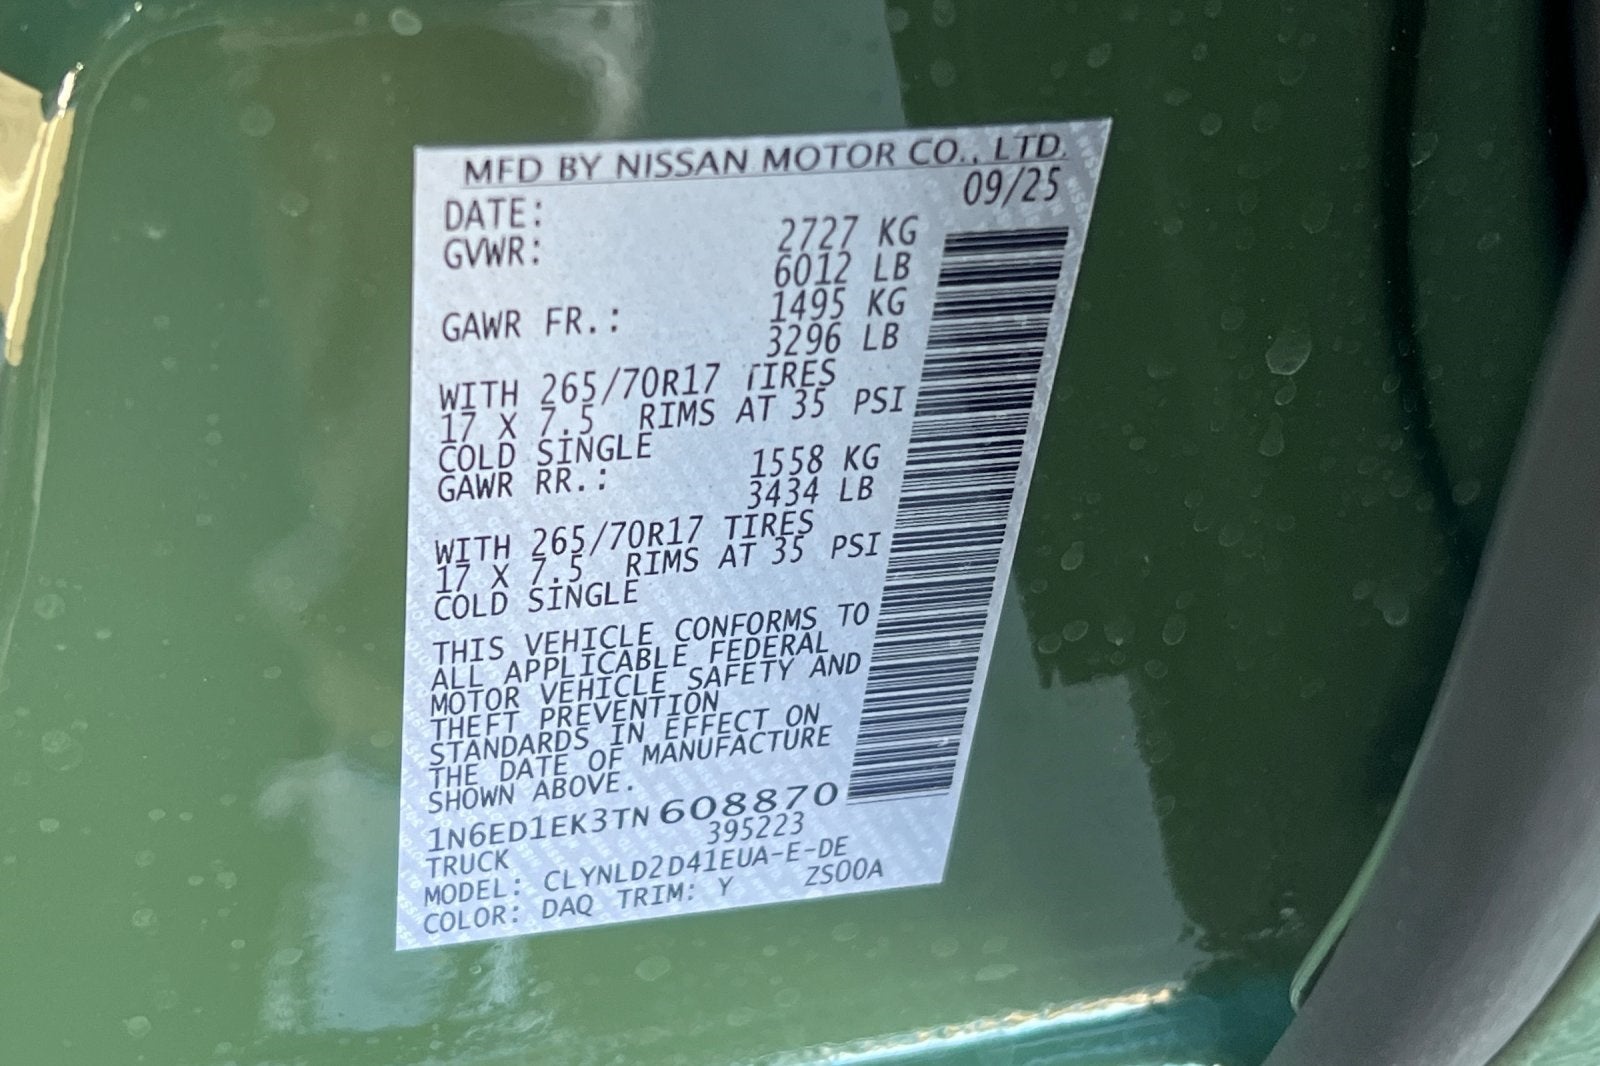 MFD BY NISSAN MOTOR CO., LTD.
DATE: 09/25
GVWR: 2727 KG
6012 LB
GAWR FR.: 1495 KG
3296 LB
WITH 265/70R17 TIRES
17 X 7.5 RIMS AT 35 PSI
COLD SINGLE
GAWR RR.: 1558 KG
3434 LB
WITH 265/70R17 TIRES
17 X 7.5 RIMS AT 35 PSI
COLD SINGLE
THIS VEHICLE CONFORMS TO
ALL APPLICABLE FEDERAL
MOTOR VEHICLE SAFETY AND
THEFT PREVENTION
STANDARDS IN EFFECT ON
THE DATE OF MANUFACTURE
SHOWN ABOVE.
1N6ED1EK3TN608870
TRUCK 395223
MODEL: CLYNLD2D41EUA-E-DE
COLOR: DAQ TRIM: Y ZS00A